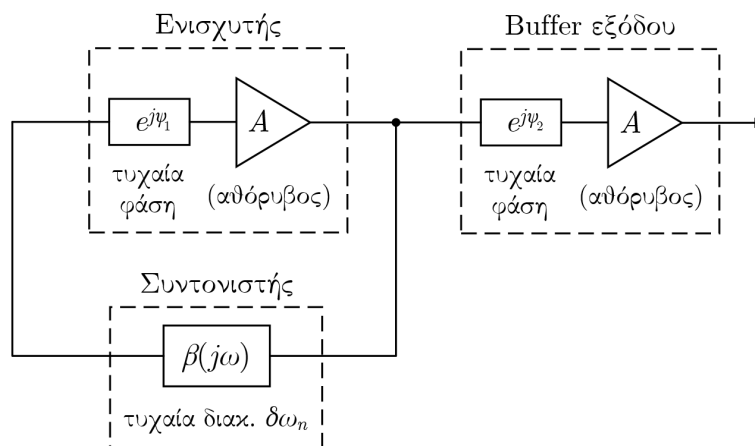 Ενισχυτής
Buffer εξόδου
e^{jψ_1}
A
e^{jψ_2}
A
τυχαία
φάση
(αθόρυβος)
τυχαία
φάση
(αθόρυβος)
Συντονιστής
β(jω)
τυχαία διακ. δω_n